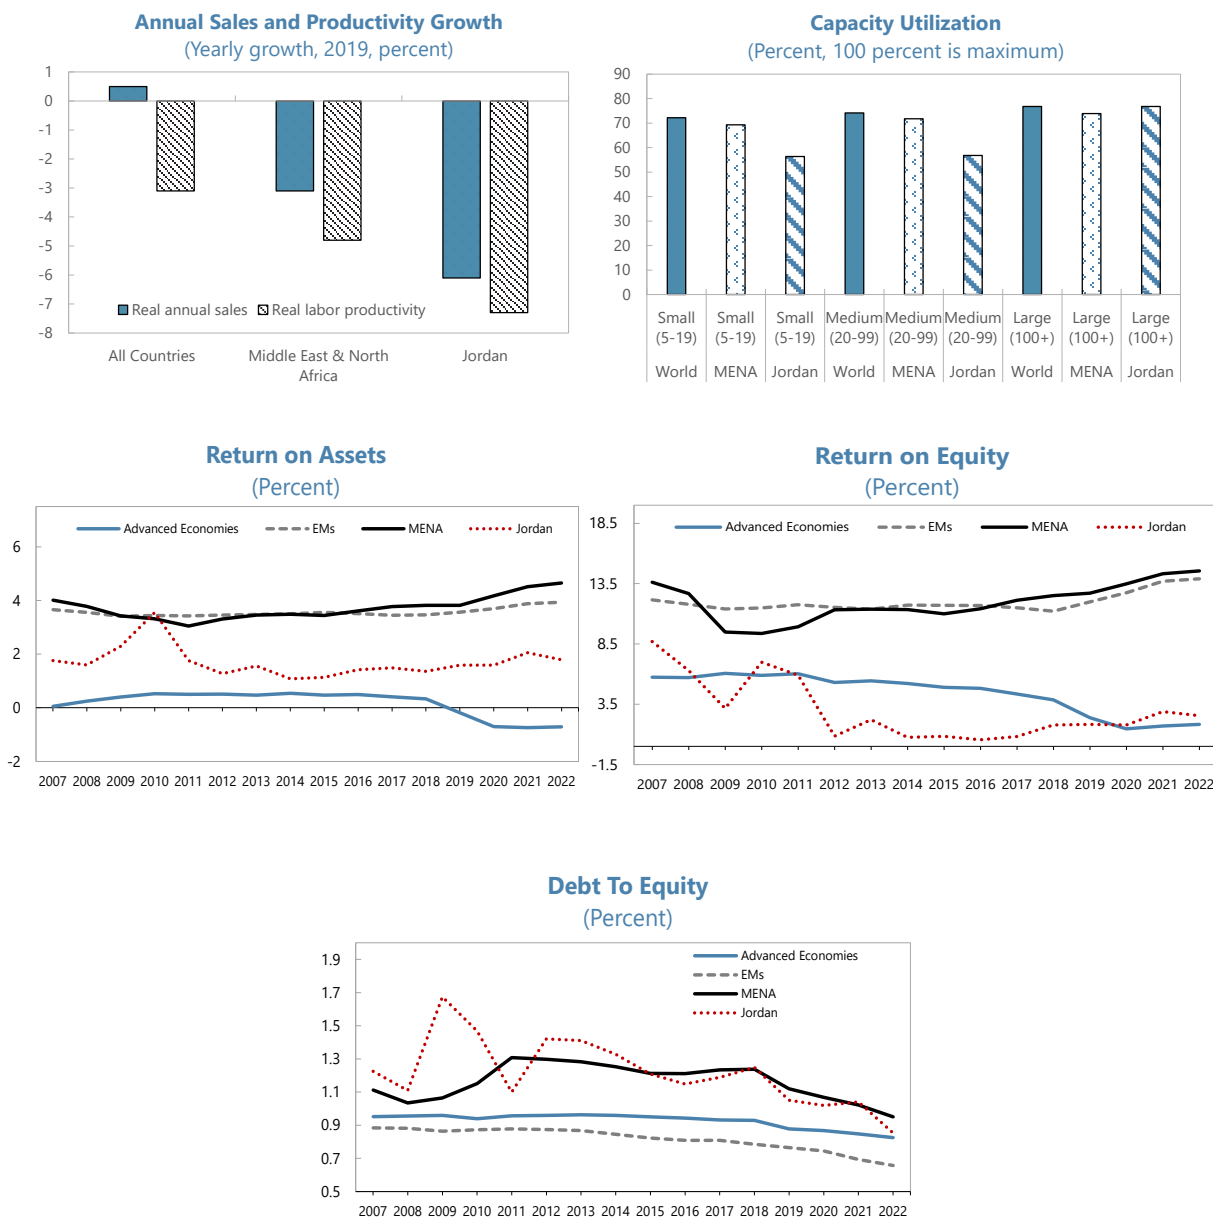 Annual Sales and Productivity Growth
(Yearly growth, 2019, percent)
1
0
-1
-2
-3
-4
-5
-6
-7
-8
Real annual sales
Real labor productivity
All Countries
Middle East & North
Africa
Jordan
Capacity Utilization
(Percent, 100 percent is maximum)
90
80
70
60
50
40
30
20
10
0
Small Small Small Medium Medium Medium Large Large Large
(5-19) (5-19) (5-19) (20-99) (20-99) (20-99) (100+) (100+) (100+)
World MENA Jordan World MENA Jordan World MENA Jordan
Return on Assets
(Percent)
Advanced Economies EMs MENA Jordan
6
4
2
0
-2
2007 2008 2009 2010 2011 2012 2013 2014 2015 2016 2017 2018 2019 2020 2021 2022
Return on Equity
(Percent)
Advanced Economies EMs MENA Jordan
18.5
13.5
8.5
3.5
-1.5
2007 2008 2009 2010 2011 2012 2013 2014 2015 2016 2017 2018 2019 2020 2021 2022
Debt To Equity
(Percent)
Advanced Economies
EMs
MENA
Jordan
1.9
1.7
1.5
1.3
1.1
0.9
0.7
0.5
2007 2008 2009 2010 2011 2012 2013 2014 2015 2016 2017 2018 2019 2020 2021 2022